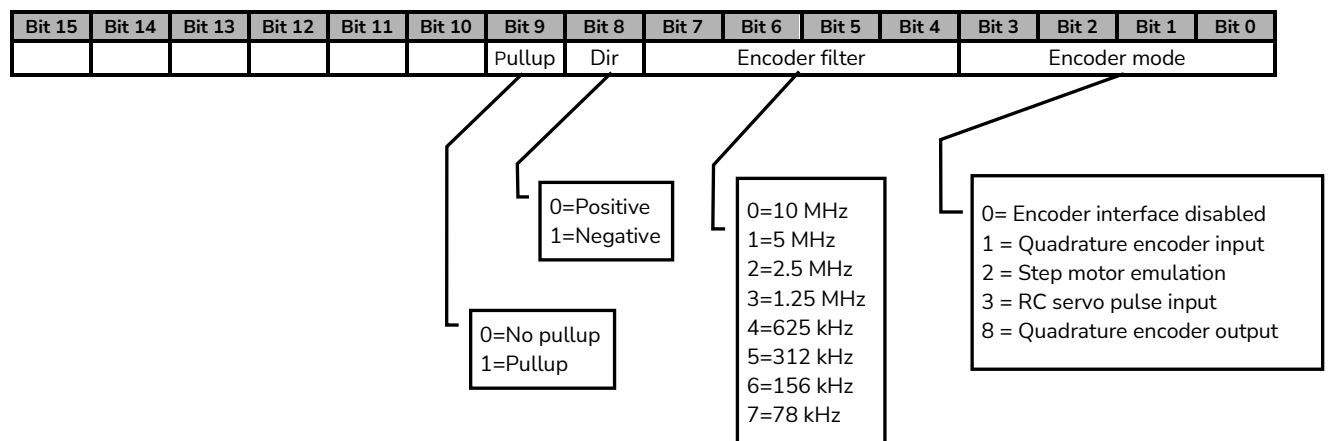 Bit 15 Bit 14 Bit 13 Bit 12 Bit 11 Bit 10 Bit 9 Bit 8 Bit 7 Bit 6 Bit 5 Bit 4 Bit 3 Bit 2 Bit 1 Bit 0
Pullup Dir Encoder filter Encoder mode
0=Positive
1=Negative
0=No pullup
1=Pullup
0=10 MHz
1=5 MHz
2=2.5 MHz
3=1.25 MHz
4=625 kHz
5=312 kHz
6=156 kHz
7=78 kHz
0= Encoder interface disabled
1 = Quadrature encoder input
2 = Step motor emulation
3 = RC servo pulse input
8 = Quadrature encoder output